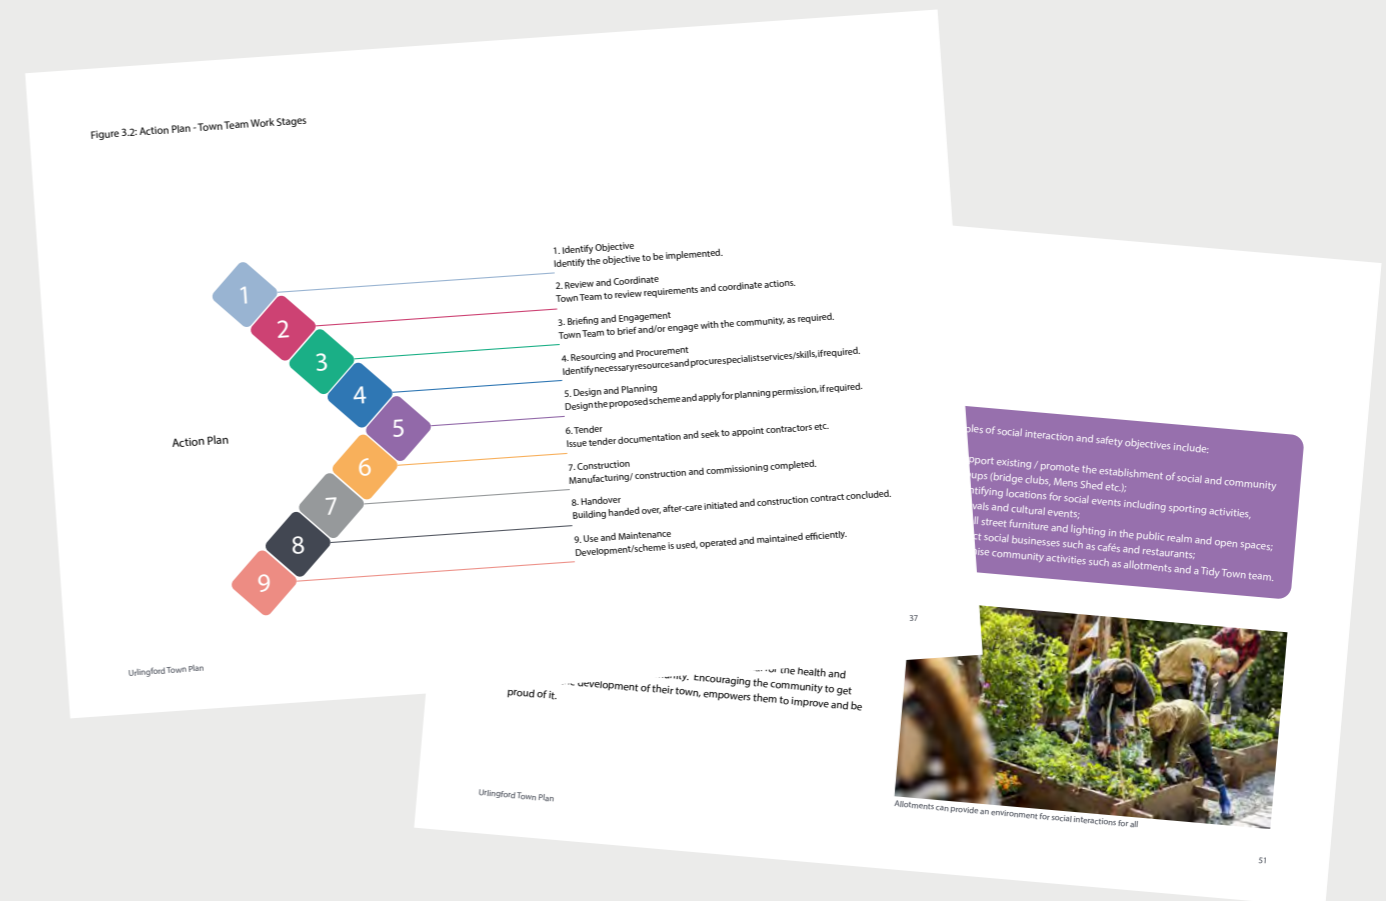 Figure 3.2: Action Plan - Town Team Work Stages
1. Identify Objective
Identify the objective to be implemented.
2. Review and Coordinate
Town Team to review requirements and coordinate actions.
3. Briefing and Engagement
Town Team to brief and/or engage with the community, as required.
4. Resourcing and Procurement
Identify necessary resources and procure specialist services/skills, if required.
5. Design and Planning
Design the proposed scheme and apply for planning permission, if required.
6. Tender
Issue tender documentation and seek to appoint contractors etc.
7. Construction
Manufacturing/ construction and commissioning completed.
8. Handover
Building handed over, after-care initiated and construction contract concluded.
9. Use and Maintenance
Development/scheme is used, operated and maintained efficiently.
1
2
3
4
5
6
7
8
9
Action Plan
Urlingford Town Plan
37
of social interaction and safety objectives include:
existing / promote the establishment of social and community
(bridge clubs, Mens Shed etc.);
locations for social events including sporting activities,
and cultural events;
street furniture and lighting in the public realm and open spaces;
social businesses such as cafés and restaurants;
community activities such as allotments and a Tidy Town team.
the health and
Encouraging the community to get
development of their town, empowers them to improve and be
proud of it.
Allotments can provide an environment for social interactions for all
Urlingford Town Plan
51